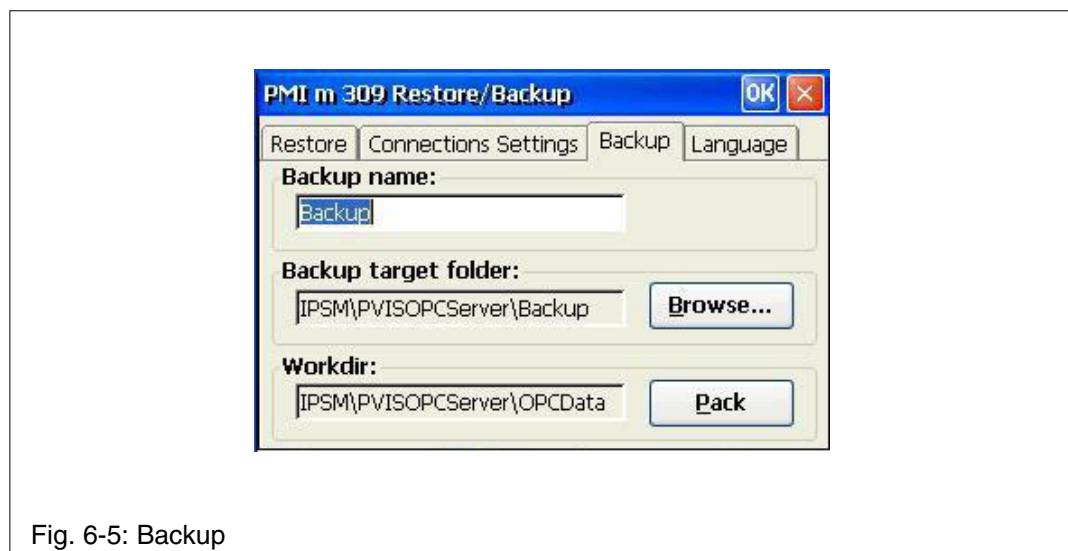 PMI m 309 Restore/Backup OK
Restore Connections Settings Backup Language
Backup name:
Backup
Backup target folder:
IPSM\PVISOPCServer\Backup Browse...
Workdir:
IPSM\PVISOPCServer\OPCData Pack
Fig. 6-5: Backup